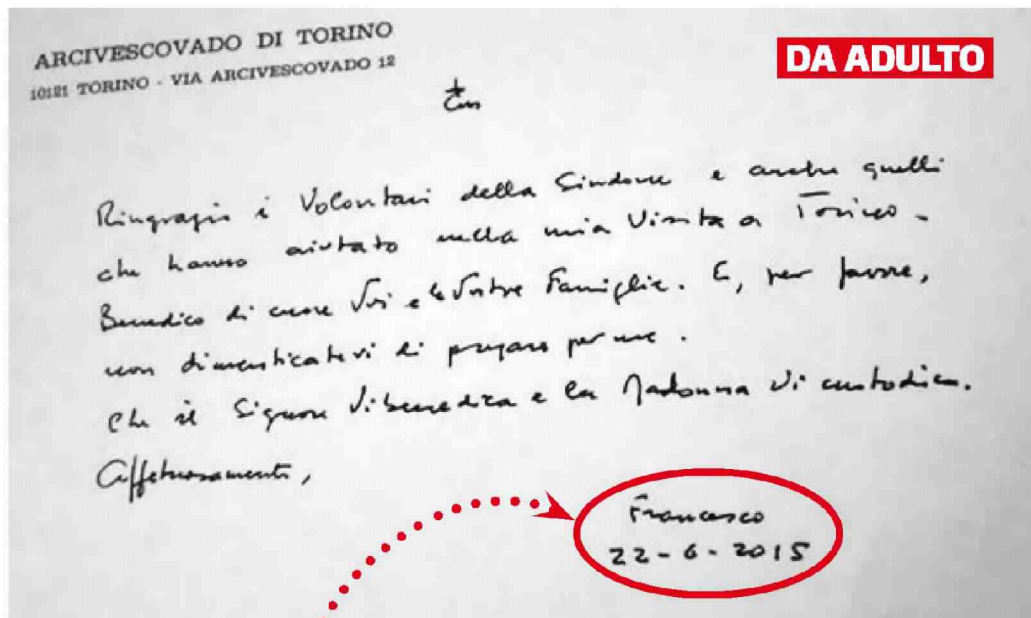 ARCIVESCOVADO DI TORINO
10121 TORINO - VIA ARCIVESCOVADO 12
DA ADULTO
Ringrazio i Volontari della Sindone e anche quelli
che hanno aiutato nella mia Visita a Torino -
Benedico di cuore Voi e le Vostre Famiglie. E, per favore,
non dimenticatevi di pregare per me.
Che il Signore Vi benedica e la Madonna Vi custodica.
Affettuosamente,
Francesco
22-6-2015